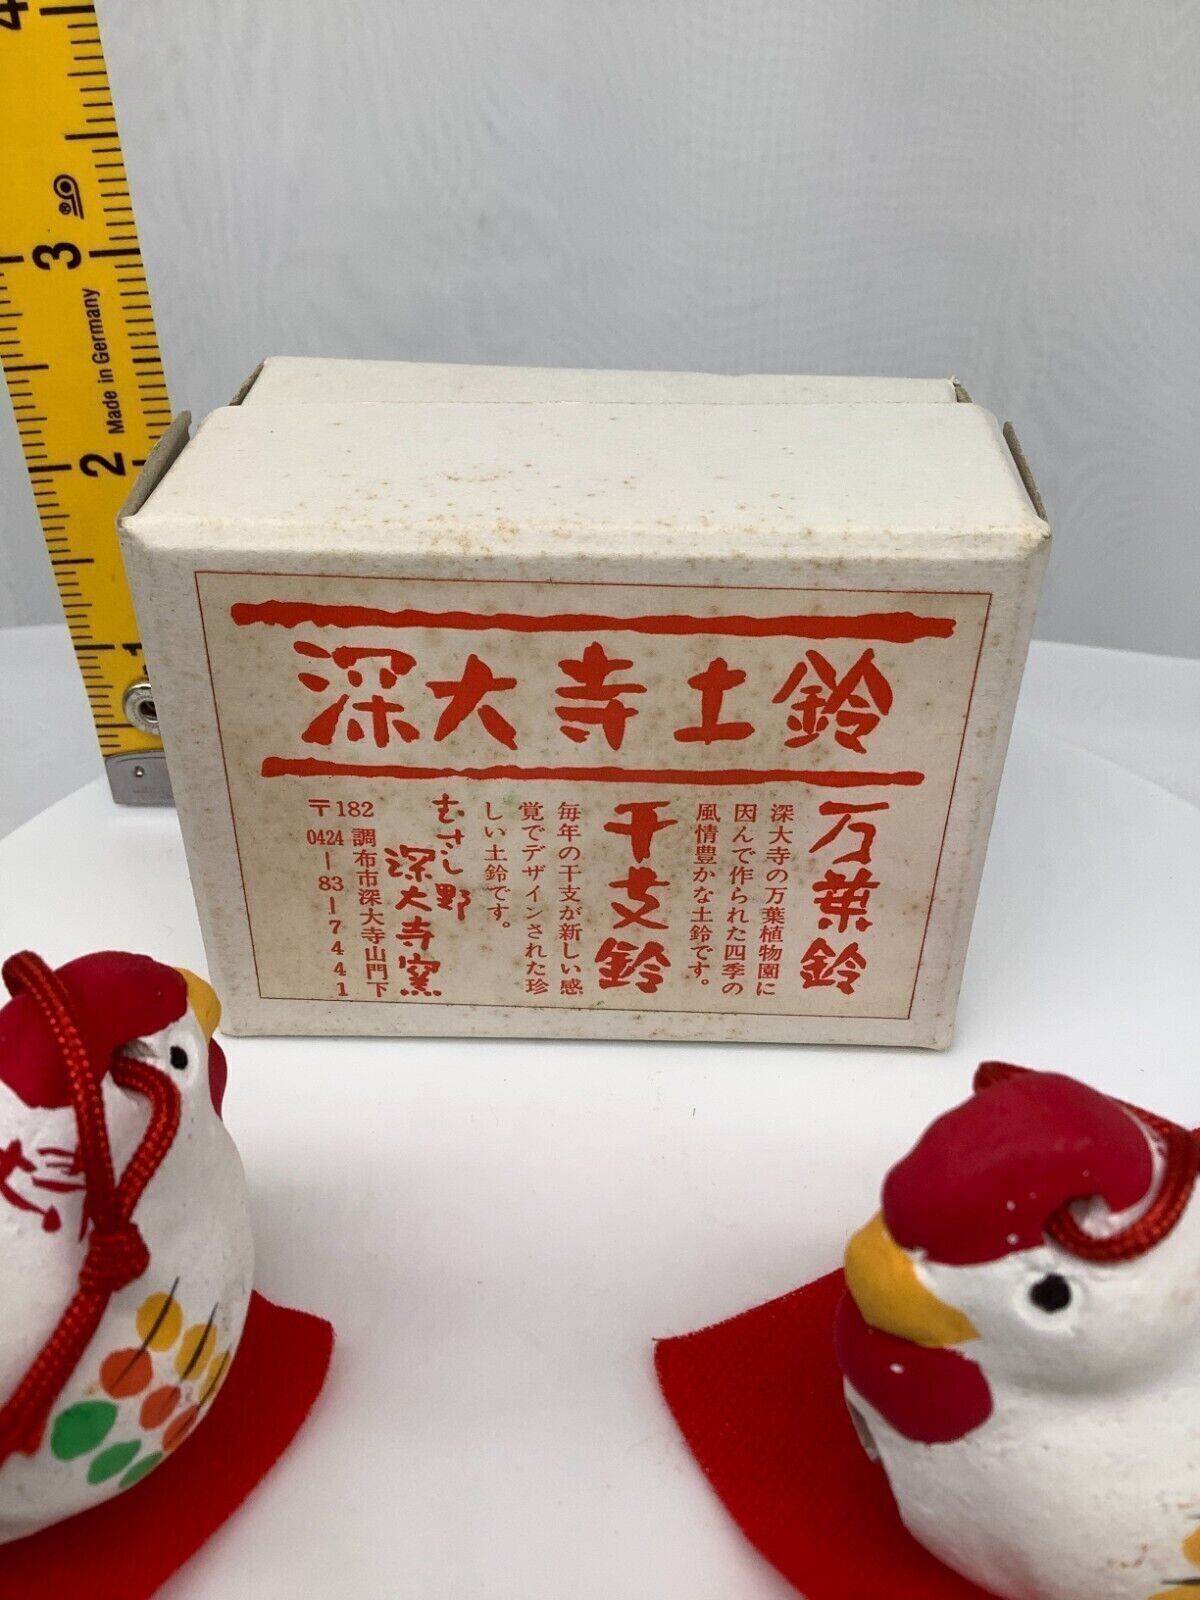 深大寺土鈴
万葉鈴
深大寺の万葉植物園に
因んで作られた四季の
風情豊かな土鈴です。
干支鈴
毎年の干支が新しい感
覚でデザインされた珍
しい土鈴です。
むさし野
深大寺窯
調布市深大寺山門下
〒182
0424-83-7441
4
3
Made in Germany
2
1